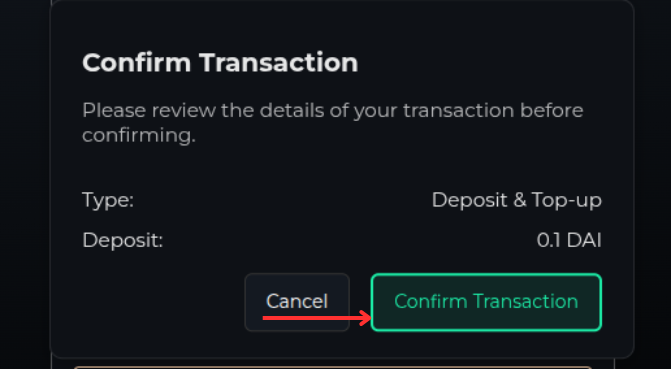 Confirm Transaction
Please review the details of your transaction before
confirming.
Type: Deposit & Top-up
Deposit: 0.1 DAI
Cancel Confirm Transaction